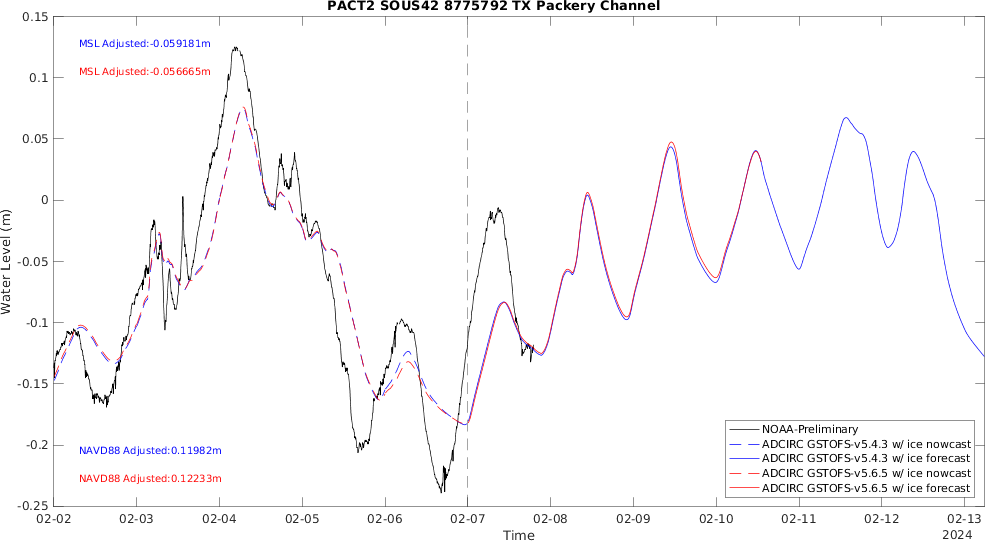 PACT2 SOUS42 8775792 TX Packery Channel
0.15
0.1
0.05
0
-0.05
-0.1
-0.15
-0.2
-0.25
Water Level (m)
MSL Adjusted:-0.059181m
MSL Adjusted:-0.056665m
NAVD88 Adjusted:0.11982m
NAVD88 Adjusted:0.12233m
NOAA-Preliminary
ADCIRC GSTOFS-v5.4.3 w/ ice nowcast
ADCIRC GSTOFS-v5.4.3 w/ ice forecast
ADCIRC GSTOFS-v5.6.5 w/ ice nowcast
ADCIRC GSTOFS-v5.6.5 w/ ice forecast
02-02 02-03 02-04 02-05 02-06 02-07 02-08 02-09 02-10 02-11 02-12 02-13
Time
2024